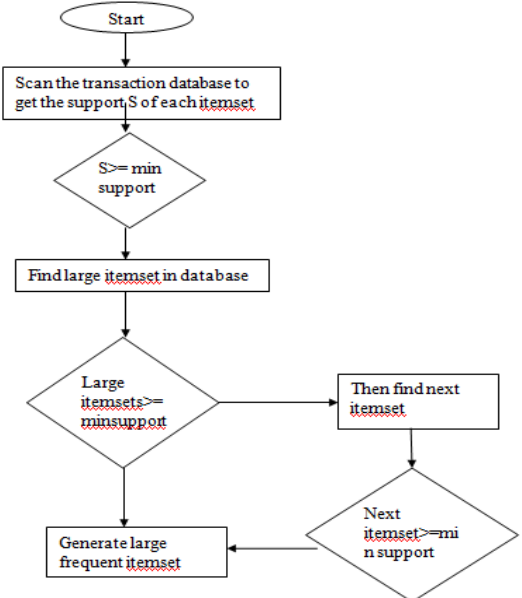 Start
Scan the transaction database to
get the support S of each itemset
S>= min
support
Find large itemset in database
Large
itemsets>=
minsupport
Then find next
itemset
Next
itemset>=mi
n support
Generate large
frequent itemset